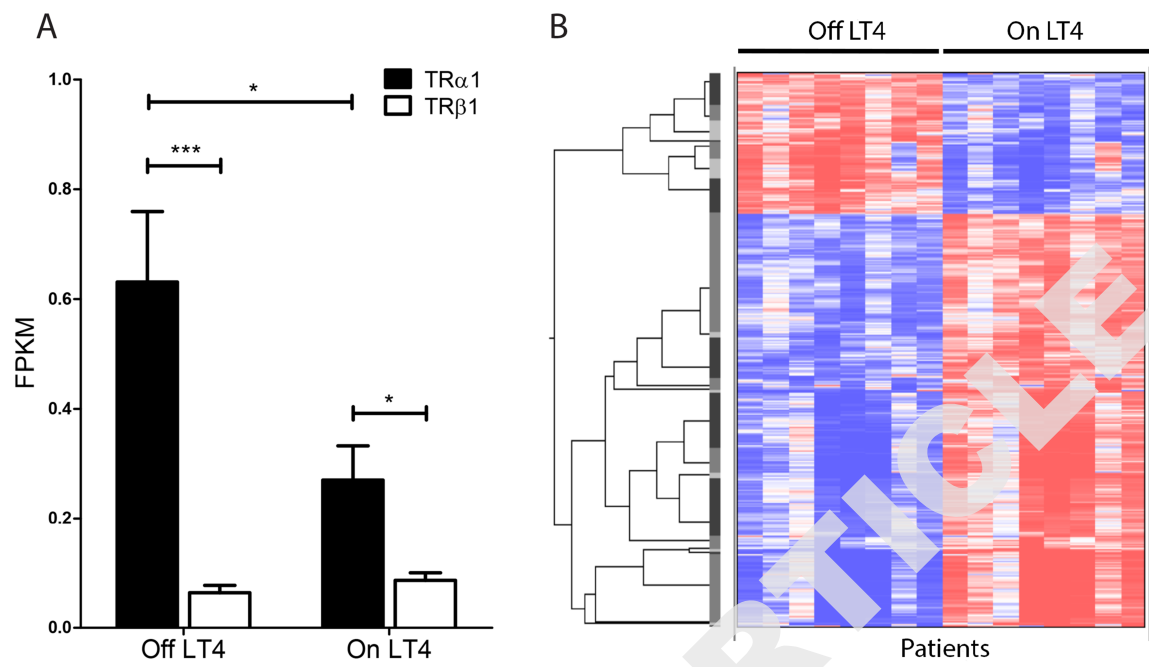 A
1.0
0.8
0.6
0.4
0.2
0.0
FPKM
*
***
*
TRα1
TRβ1
Off LT4
On LT4
B
Off LT4
On LT4
Patients
RTICLE